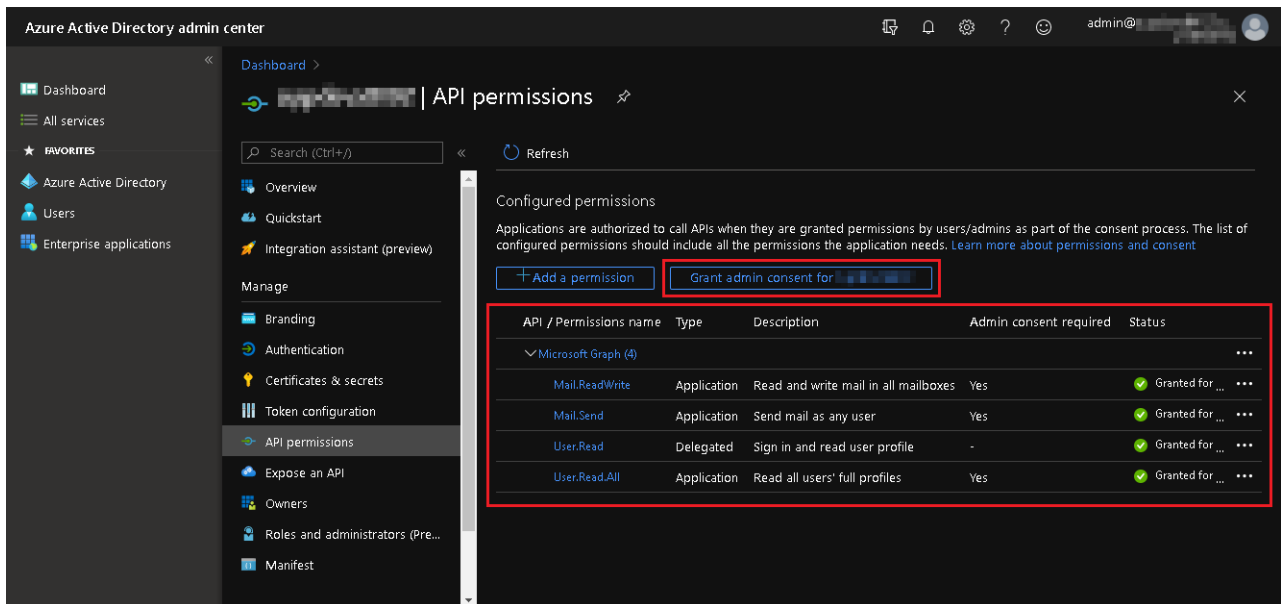 Azure Active Directory admin center
admin@
Dashboard
All services
FAVORITES
Azure Active Directory
Users
Enterprise applications
Dashboard >
| API permissions
Search (Ctrl+/)
Overview
Quickstart
Integration assistant (preview)
Manage
Branding
Authentication
Certificates & secrets
Token configuration
API permissions
Expose an API
Owners
Roles and administrators (Pre...
Manifest
Refresh
Configured permissions
Applications are authorized to call APIs when they are granted permissions by users/admins as part of the consent process. The list of
configured permissions should include all the permissions the application needs. Learn more about permissions and consent
+ Add a permission
Grant admin consent for
API / Permissions name Type Description Admin consent required Status
Microsoft Graph (4) ...
Mail.ReadWrite Application Read and write mail in all mailboxes Yes Granted for ... ...
Mail.Send Application Send mail as any user Yes Granted for ... ...
User.Read Delegated Sign in and read user profile - Granted for ... ...
User.Read.All Application Read all users' full profiles Yes Granted for ... ...